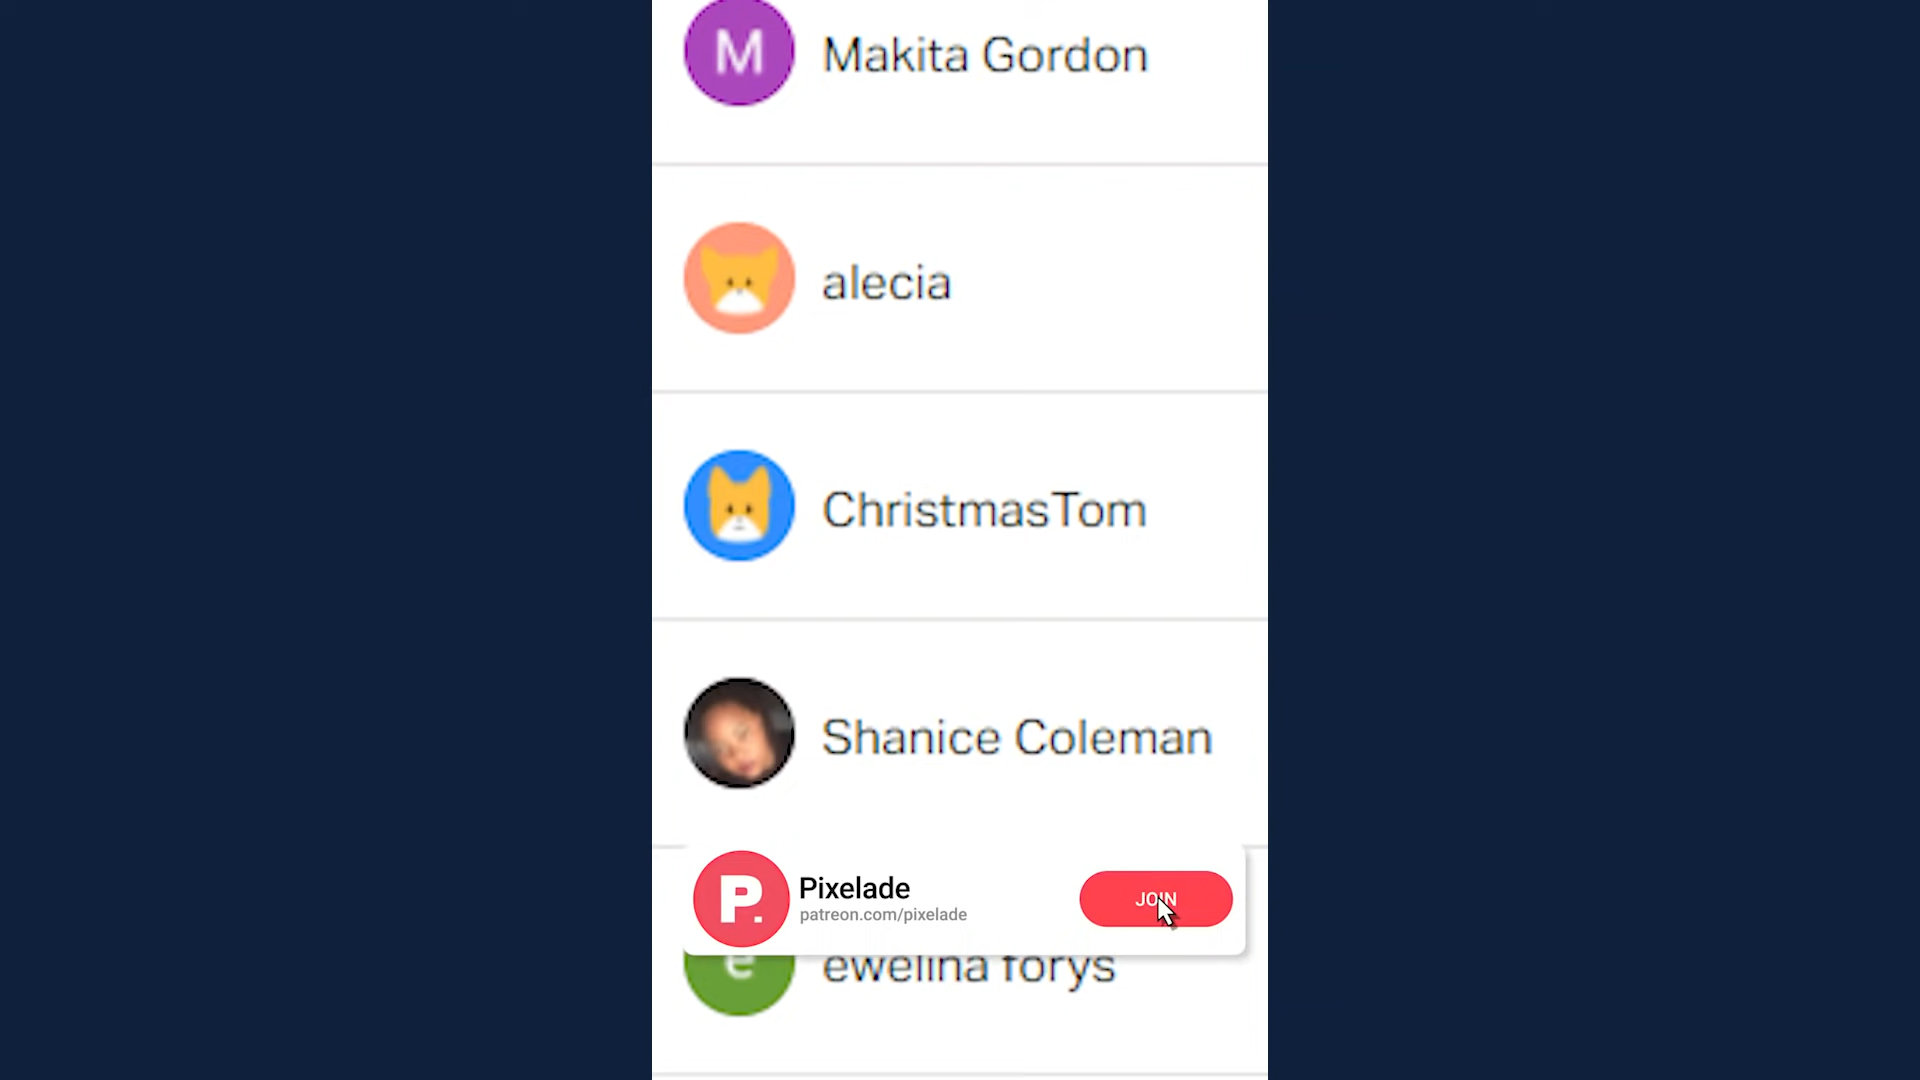 M
Makita Gordon
alecia
ChristmasTom
Shanice Coleman
P.
Pixelade
patreon.com/pixelade
JOIN
e
ewelina forys